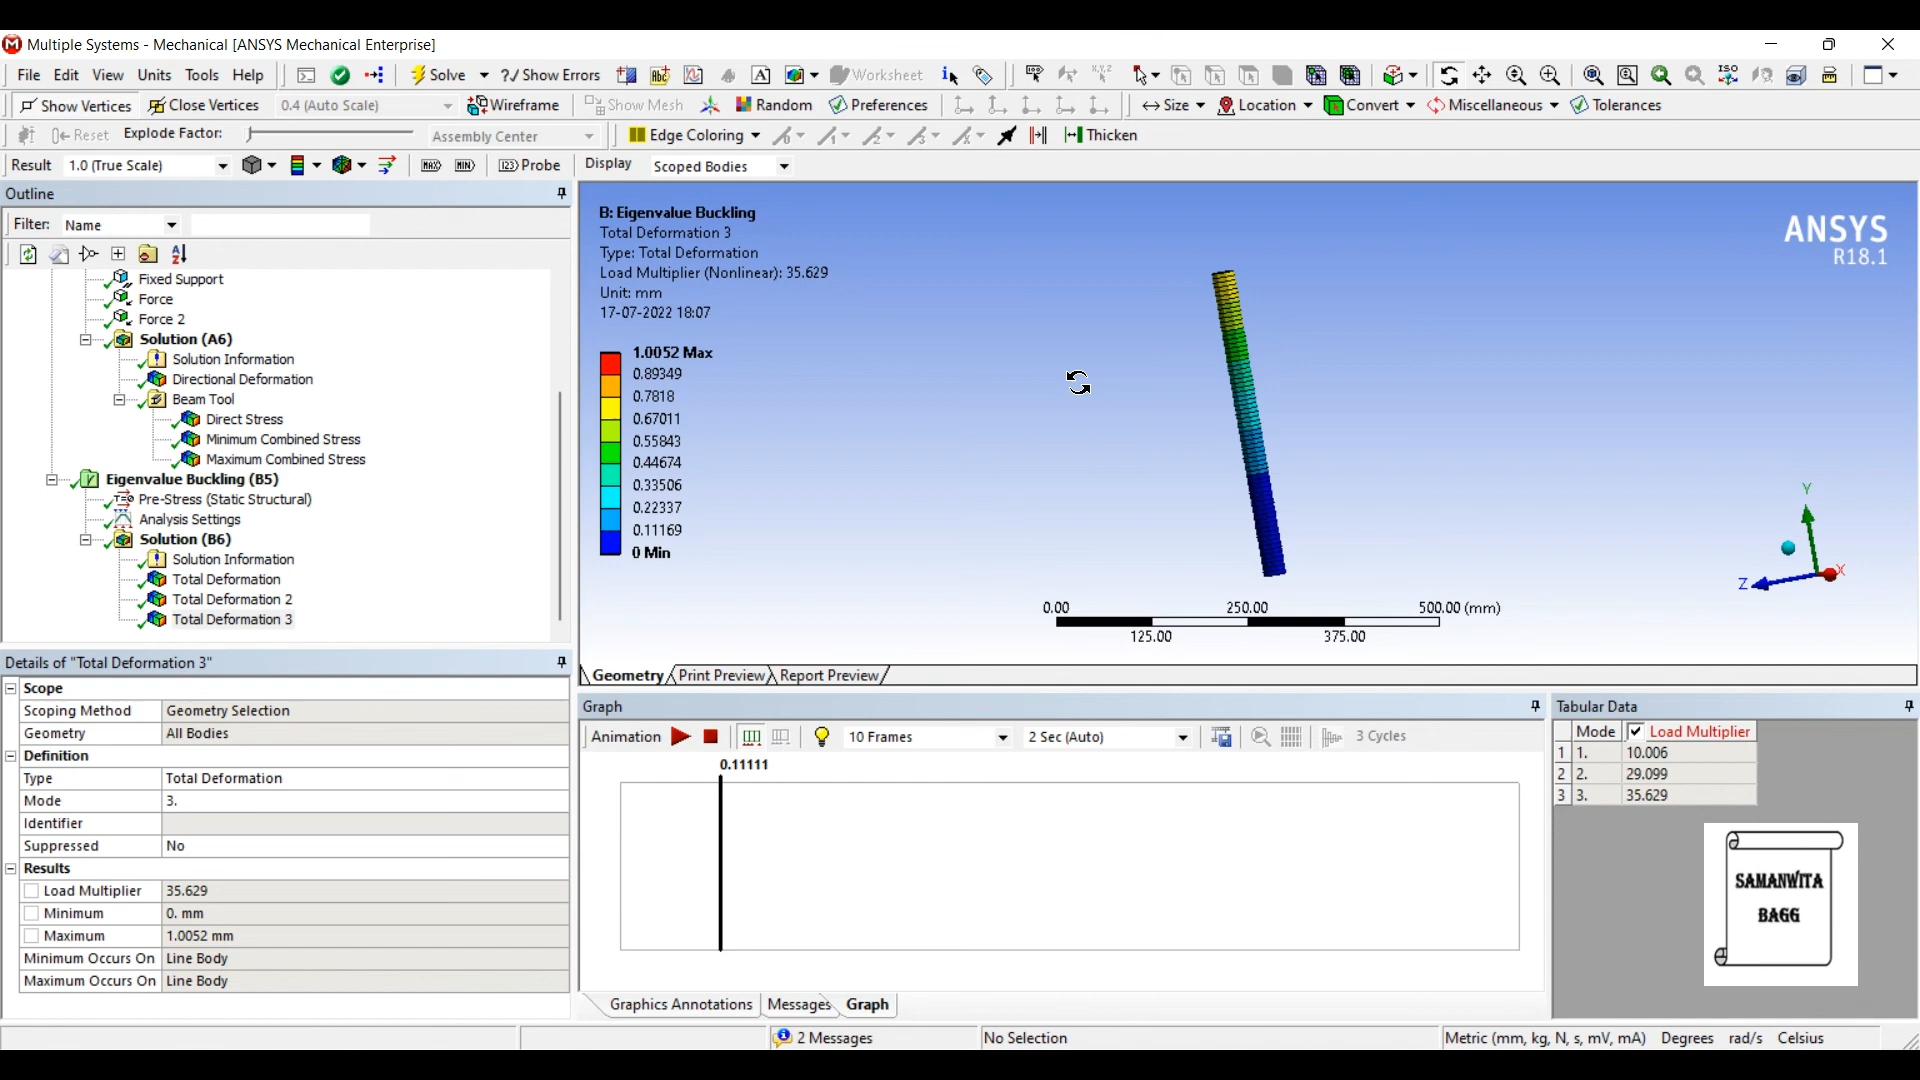 Multiple Systems - Mechanical [ANSYS Mechanical Enterprise]
File Edit View Units Tools Help Solve ?/ Show Errors Worksheet
Show Vertices Close Vertices 0.4 (Auto Scale) Wireframe Show Mesh Random Preferences Size Location Convert Miscellaneous Tolerances
Reset Explode Factor: Assembly Center Edge Coloring Thicken
Result 1.0 (True Scale) MAX MIN Probe Display Scoped Bodies
Outline
Filter: Name
Fixed Support
Force
Force 2
Solution (A6)
Solution Information
Directional Deformation
Beam Tool
Direct Stress
Minimum Combined Stress
Maximum Combined Stress
Eigenvalue Buckling (B5)
Pre-Stress (Static Structural)
Analysis Settings
Solution (B6)
Solution Information
Total Deformation
Total Deformation 2
Total Deformation 3
Details of "Total Deformation 3"
Scope
Scoping Method Geometry Selection
Geometry All Bodies
Definition
Type Total Deformation
Mode 3.
Identifier
Suppressed No
Results
Load Multiplier 35.629
Minimum 0. mm
Maximum 1.0052 mm
Minimum Occurs On Line Body
Maximum Occurs On Line Body
B: Eigenvalue Buckling
Total Deformation 3
Type: Total Deformation
Load Multiplier (Nonlinear): 35.629
Unit: mm
17-07-2022 18:07
1.0052 Max
0.89349
0.7818
0.67011
0.55843
0.44674
0.33506
0.22337
0.11169
0 Min
ANSYS
R18.1
Y
Z X
0.00 250.00 500.00 (mm)
125.00 375.00
Geometry Print Preview Report Preview
Graph
Animation 10 Frames 2 Sec (Auto) 3 Cycles
0.11111
Graphics Annotations Messages Graph
Tabular Data
Mode Load Multiplier
1 1. 10.006
2 2. 29.099
3 3. 35.629
SAMANWITA
BAGG
2 Messages No Selection Metric (mm, kg, N, s, mV, mA) Degrees rad/s Celsius